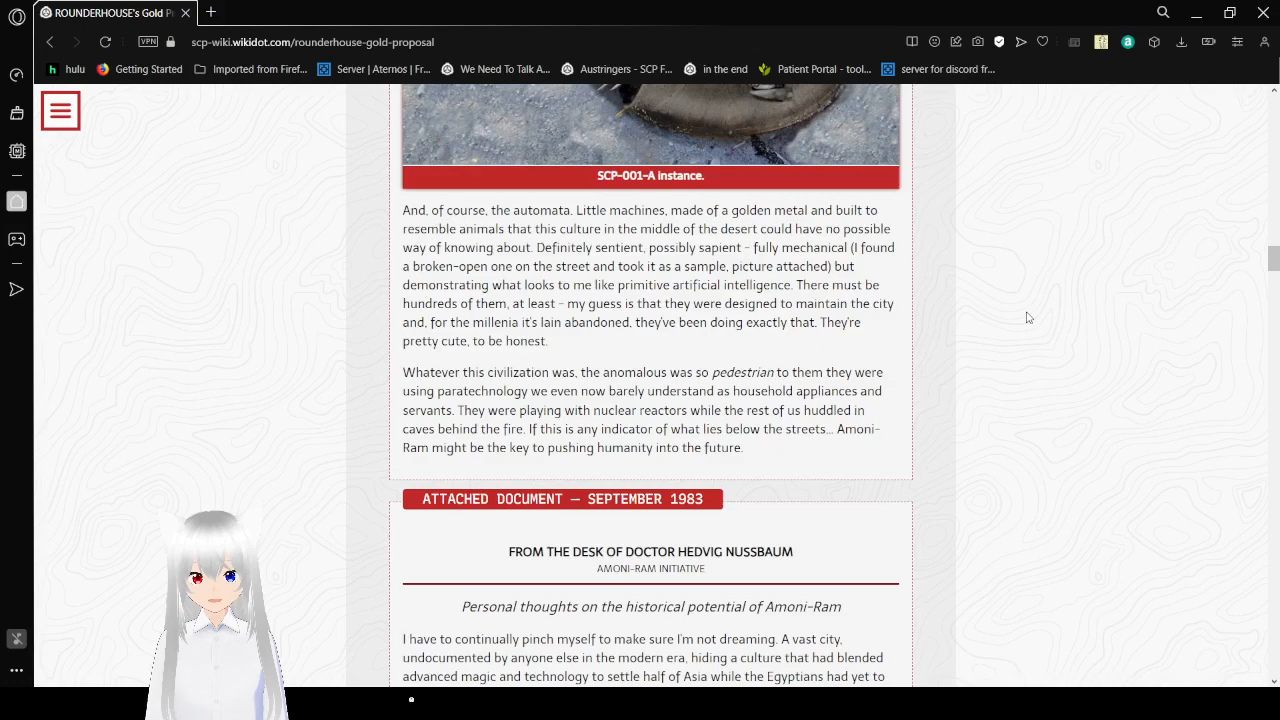 ROUNDERHOUSE's Gold P
VPN
scp-wiki.wikidot.com/rounderhouse-gold-proposal
h hulu
Getting Started
Imported from Firef...
Server | Aternos | Fr...
We Need To Talk A...
Austringers - SCP F...
in the end
Patient Portal - tool...
server for discord fr...
SCP-001-A instance.
And, of course, the automata. Little machines, made of a golden metal and built to
resemble animals that this culture in the middle of the desert could have no possible
way of knowing about. Definitely sentient, possibly sapient – fully mechanical (I found
a broken-open one on the street and took it as a sample, picture attached) but
demonstrating what looks to me like primitive artificial intelligence. There must be
hundreds of them, at least – my guess is that they were designed to maintain the city
and, for the millenia it's lain abandoned, they've been doing exactly that. They're
pretty cute, to be honest.
Whatever this civilization was, the anomalous was so pedestrian to them they were
using paratechnology we even now barely understand as household appliances and
servants. They were playing with nuclear reactors while the rest of us huddled in
caves behind the fire. If this is any indicator of what lies below the streets... Amoni-
Ram might be the key to pushing humanity into the future.
ATTACHED DOCUMENT — SEPTEMBER 1983
FROM THE DESK OF DOCTOR HEDVIG NUSSBAUM
AMONI-RAM INITIATIVE
Personal thoughts on the historical potential of Amoni-Ram
I have to continually pinch myself to make sure I'm not dreaming. A vast city,
undocumented by anyone else in the modern era, hiding a culture that had blended
advanced magic and technology to settle half of Asia while the Egyptians had yet to